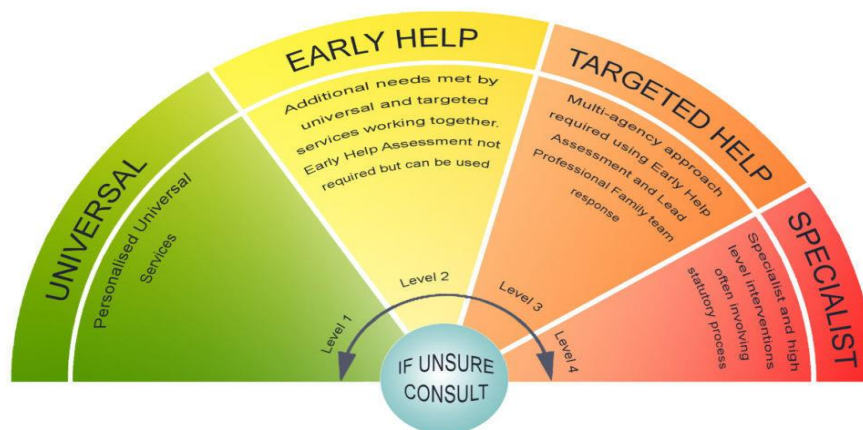 UNIVERSAL
Personalised Universal
Services
Level 1
EARLY HELP
Additional needs met by
universal and targeted
services working together.
Early Help Assessment not
required but can be used
Level 2
TARGETED HELP
Multi-agency approach
required using Early Help
Assessment and Lead
Professional Family team
response
Level 3
SPECIALIST
Specialist and high
level interventions
often involving
statutory process
Level 4
IF UNSURE
CONSULT